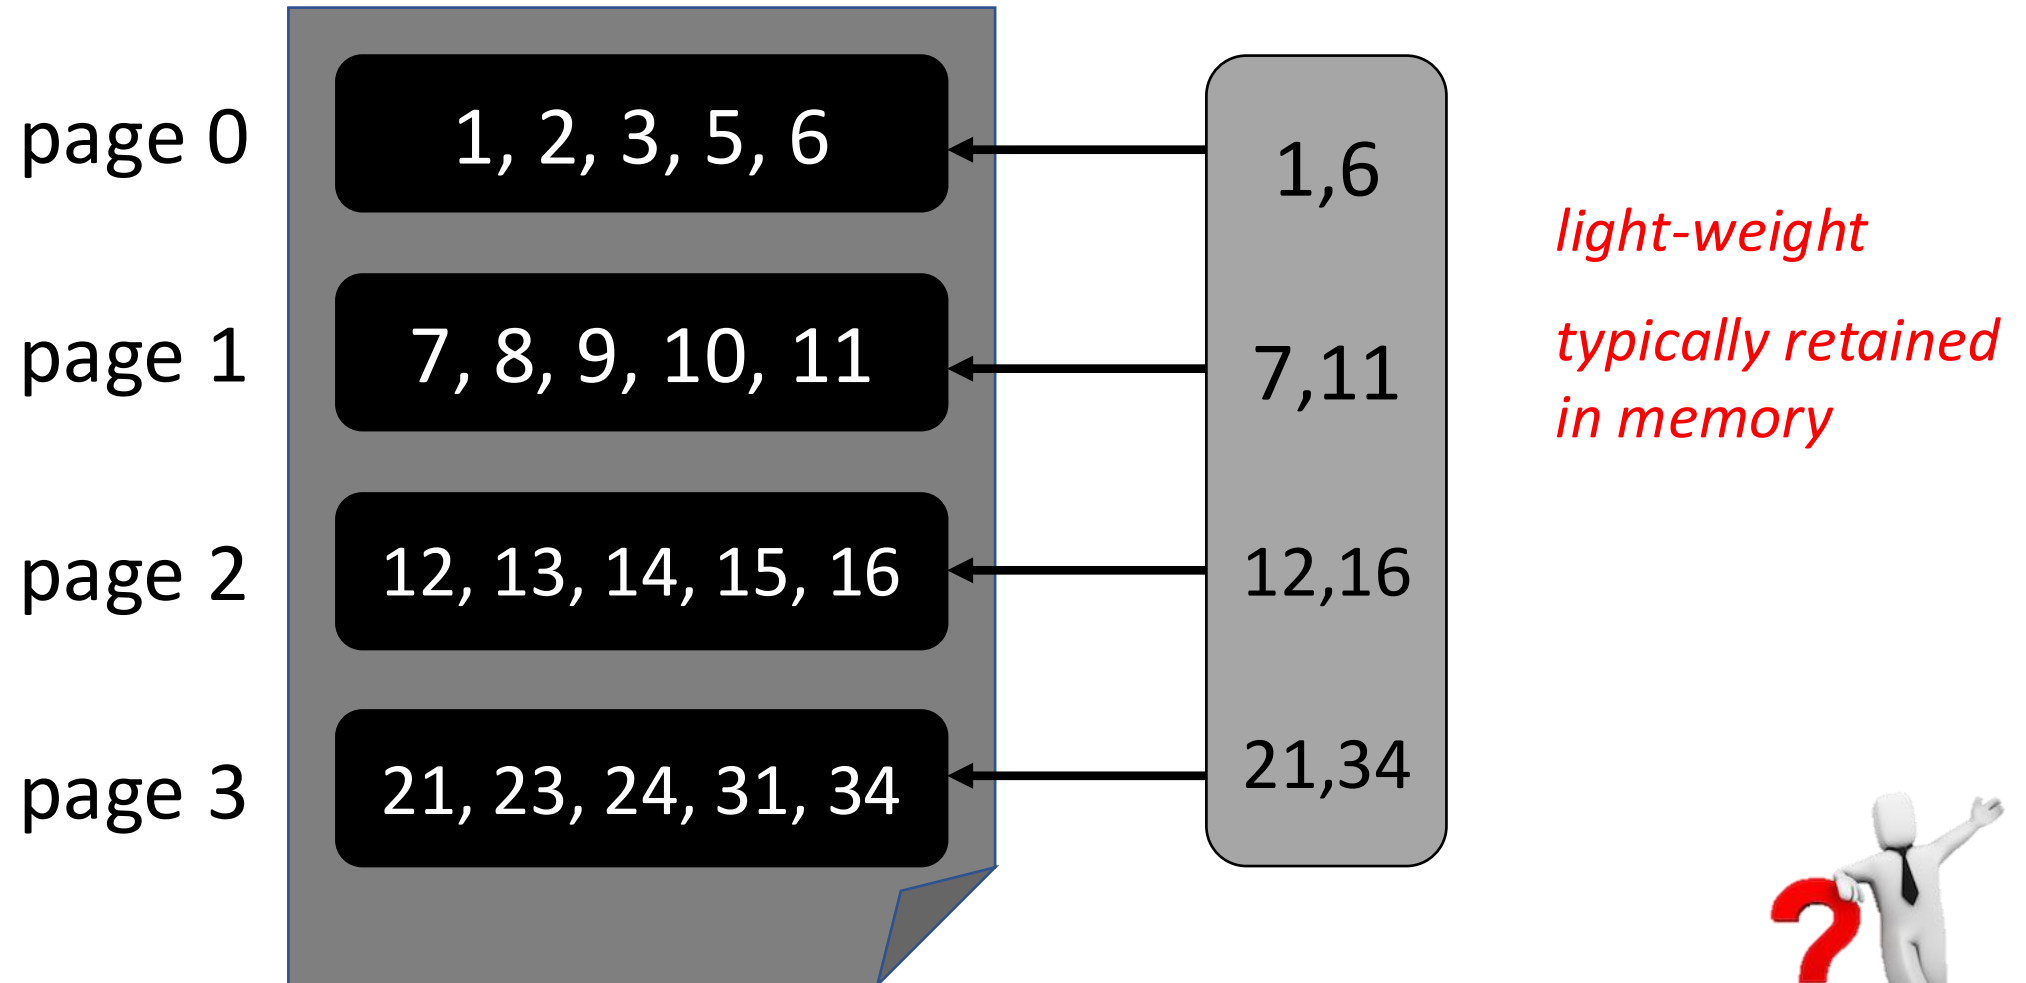 page 0
1, 2, 3, 5, 6
1,6
light-weight
page 1
7, 8, 9, 10, 11
7,11
typically retained
in memory
page 2
12, 13, 14, 15, 16
12,16
page 3
21, 23, 24, 31, 34
21,34
?